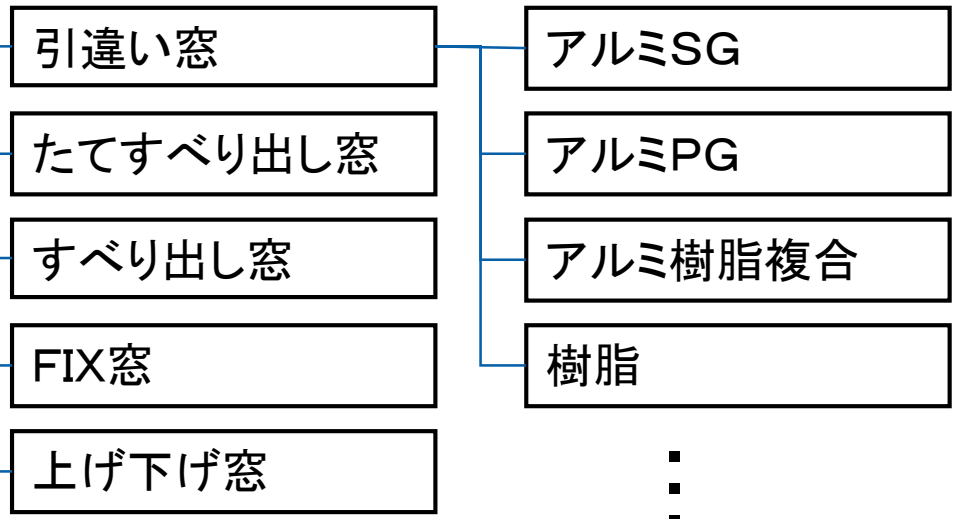 引違い窓
たてすべり出し窓
すべり出し窓
FIX窓
上げ下げ窓
アルミSG
アルミPG
アルミ樹脂複合
樹脂